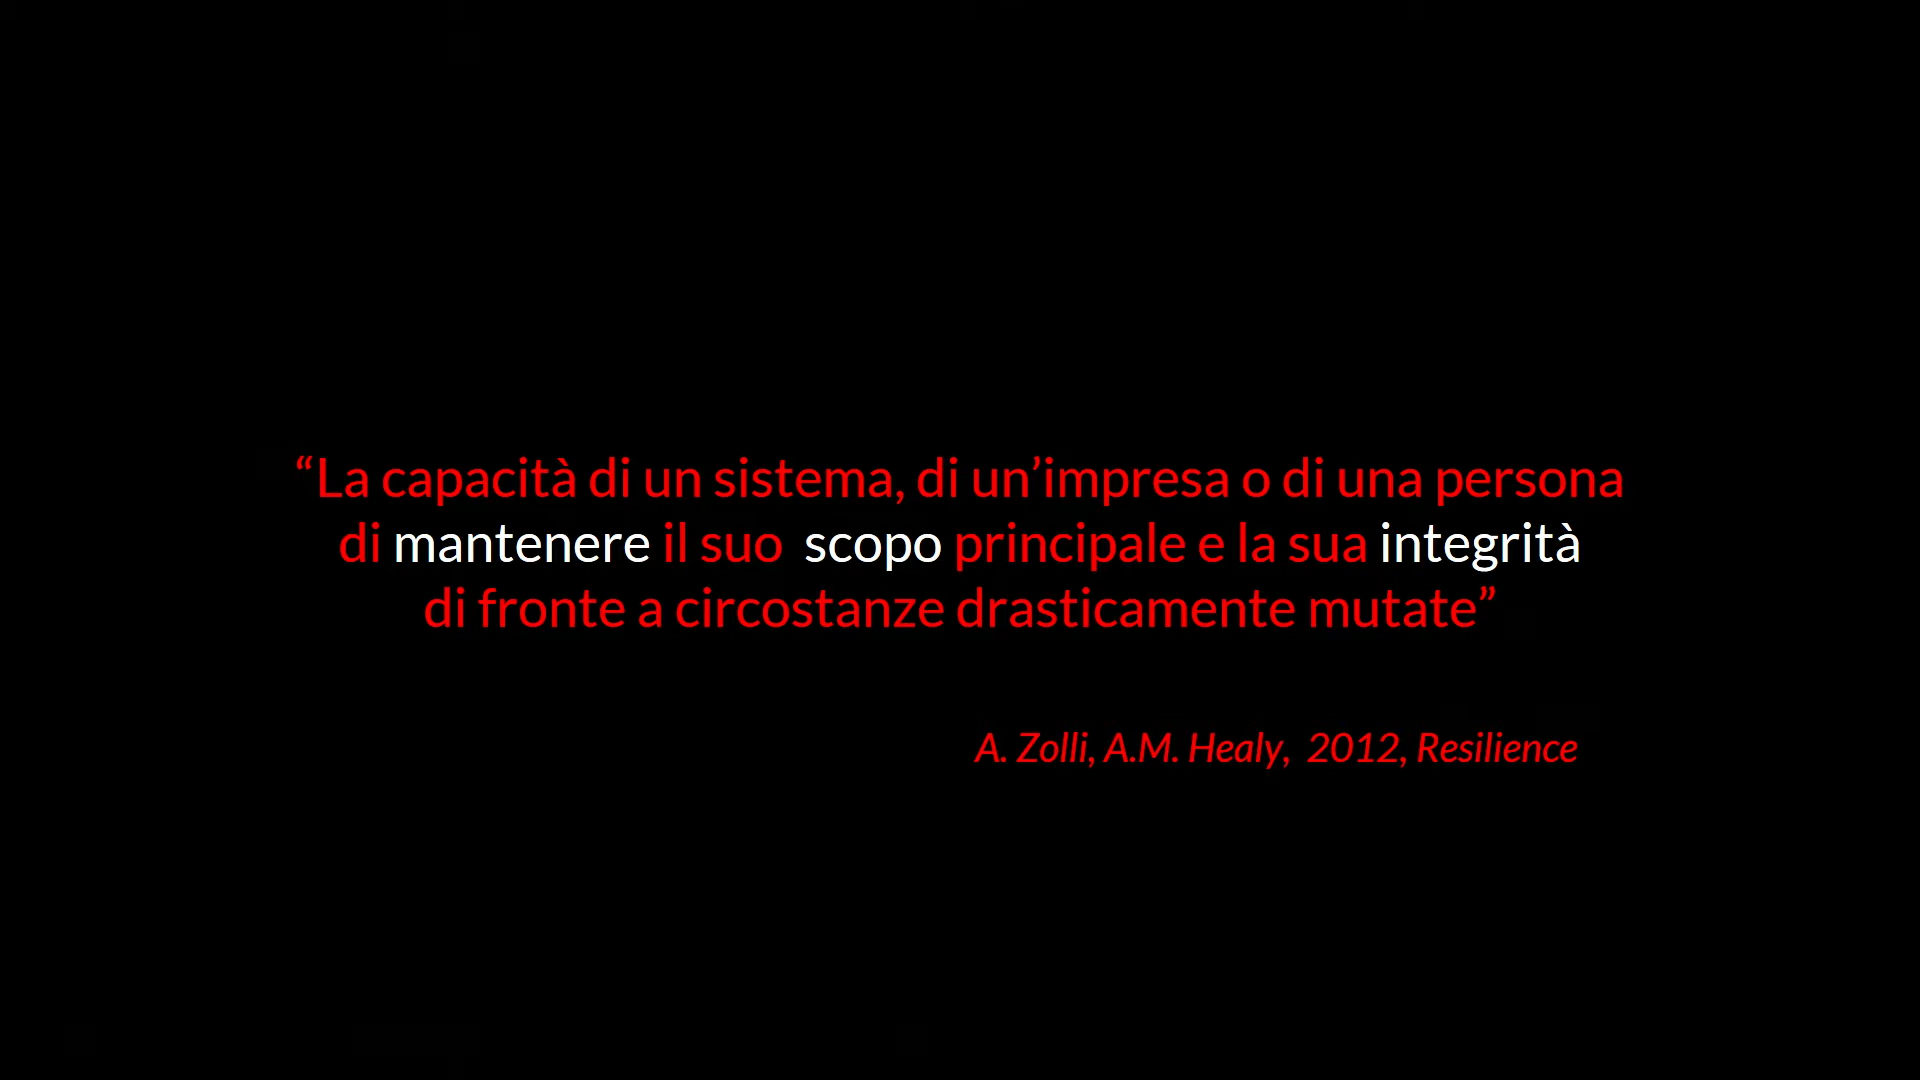 “La capacità di un sistema, di un’impresa o di una persona
di mantenere il suo  scopo principale e la sua integrità
di fronte a circostanze drasticamente mutate”
A. Zolli, A.M. Healy,  2012, Resilience